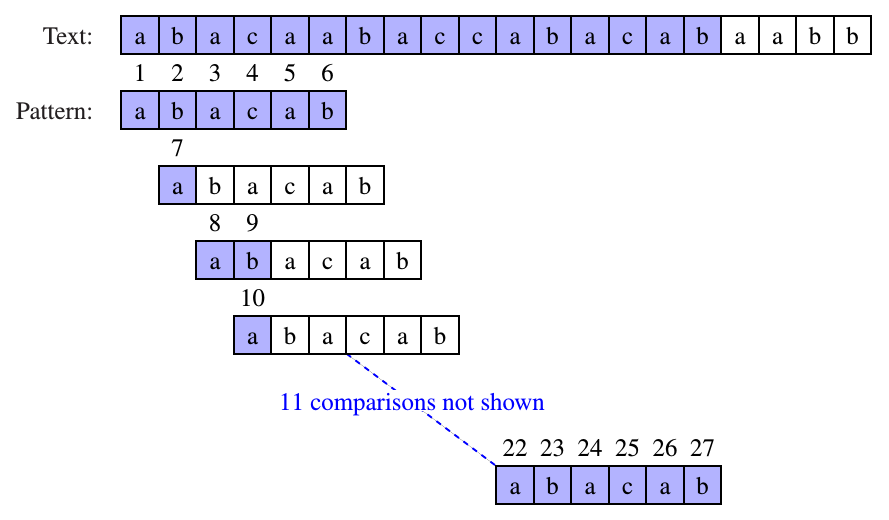 Text: a b a c a a b a c c a b a c a b a a b b
1 2 3 4 5 6
Pattern: a b a c a b
7
a b a c a b
8 9
a b a c a b
10
a b a c a b
11 comparisons not shown
22 23 24 25 26 27
a b a c a b